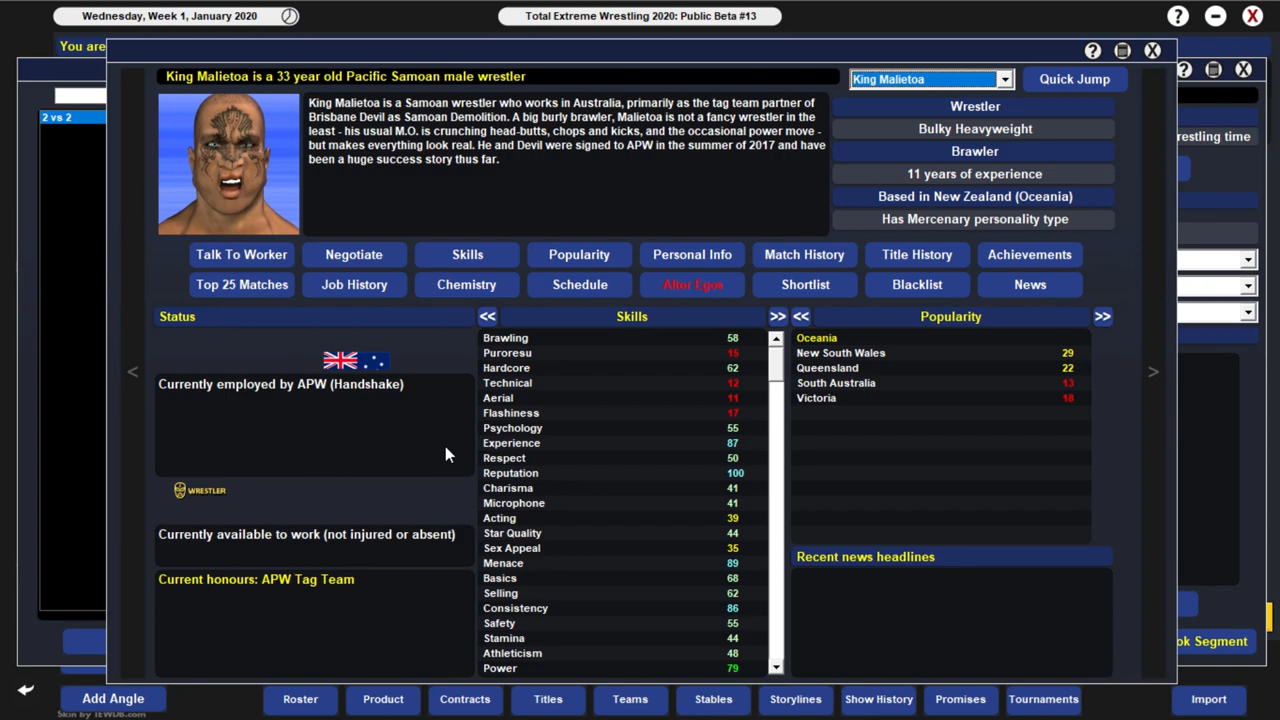 Wednesday, Week 1, January 2020
Total Extreme Wrestling 2020: Public Beta #13
You are
King Malietoa is a 33 year old Pacific Samoan male wrestler
King Malietoa
Quick Jump
King Malietoa is a Samoan wrestler who works in Australia, primarily as the tag team partner of
Brisbane Devil as Samoan Demolition. A big burly brawler, Malietoa is not a fancy wrestler in the
least - his usual M.O. is crunching head-butts, chops and kicks, and the occasional power move -
but makes everything look real. He and Devil were signed to APW in the summer of 2017 and have
been a huge success story thus far.
Wrestler
Bulky Heavyweight
Brawler
11 years of experience
Based in New Zealand (Oceania)
Has Mercenary personality type
2 vs 2
restling time
Talk To Worker
Negotiate
Skills
Popularity
Personal Info
Match History
Title History
Achievements
Top 25 Matches
Job History
Chemistry
Schedule
Alter Egos
Shortlist
Blacklist
News
Status
<< Skills >>
<< Popularity >>
Currently employed by APW (Handshake)
WRESTLER
Currently available to work (not injured or absent)
Current honours: APW Tag Team
Brawling 58
Puroresu 15
Hardcore 62
Technical 12
Aerial 11
Flashiness 17
Psychology 55
Experience 87
Respect 50
Reputation 100
Charisma 41
Microphone 41
Acting 39
Star Quality 44
Sex Appeal 35
Menace 89
Basics 68
Selling 62
Consistency 86
Safety 55
Stamina 44
Athleticism 48
Power 79
Oceania
New South Wales 29
Queensland 22
South Australia 13
Victoria 18
Recent news headlines
ok Segment
Add Angle
Roster
Product
Contracts
Titles
Teams
Stables
Storylines
Show History
Promises
Tournaments
Import
Skin by TEWDB.com